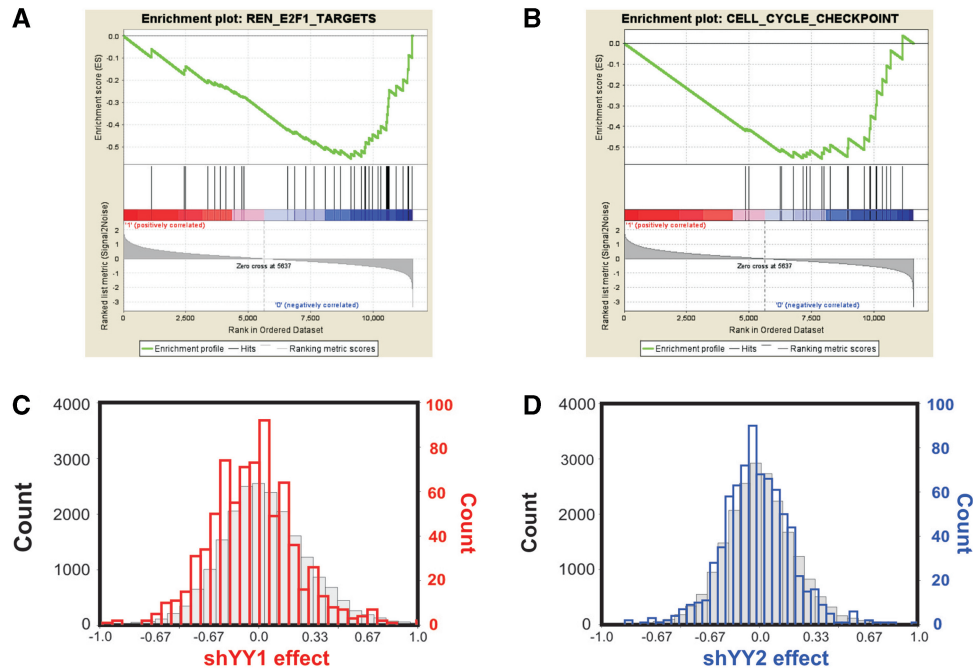 A
Enrichment plot: REN_E2F1_TARGETS
Enrichment score (ES)
0.0
-0.1
-0.2
-0.3
-0.4
-0.5
'1' (positively correlated)
Ranked list metric (Signal2Noise)
2
1
0
-1
-2
-3
Zero cross at 5637
'0' (negatively correlated)
0 2,500 5,000 7,500 10,000
Rank in Ordered Dataset
Enrichment profile Hits Ranking metric scores
B
Enrichment plot: CELL_CYCLE_CHECKPOINT
Enrichment score (ES)
0.0
-0.1
-0.2
-0.3
-0.4
-0.5
'1' (positively correlated)
Ranked list metric (Signal2Noise)
2
1
0
-1
-2
-3
Zero cross at 5637
'0' (negatively correlated)
0 2,500 5,000 7,500 10,000
Rank in Ordered Dataset
Enrichment profile Hits Ranking metric scores
C
Count
4000
3000
2000
1000
0
100
80
60
40
20
0
Count
-1.0 -0.67 -0.67 0.0 0.33 0.67 1.0
shYY1 effect
D
Count
4000
3000
2000
1000
0
100
80
60
40
20
0
Count
-1.0 -0.67 -0.67 0.0 0.33 0.67 1.0
shYY2 effect